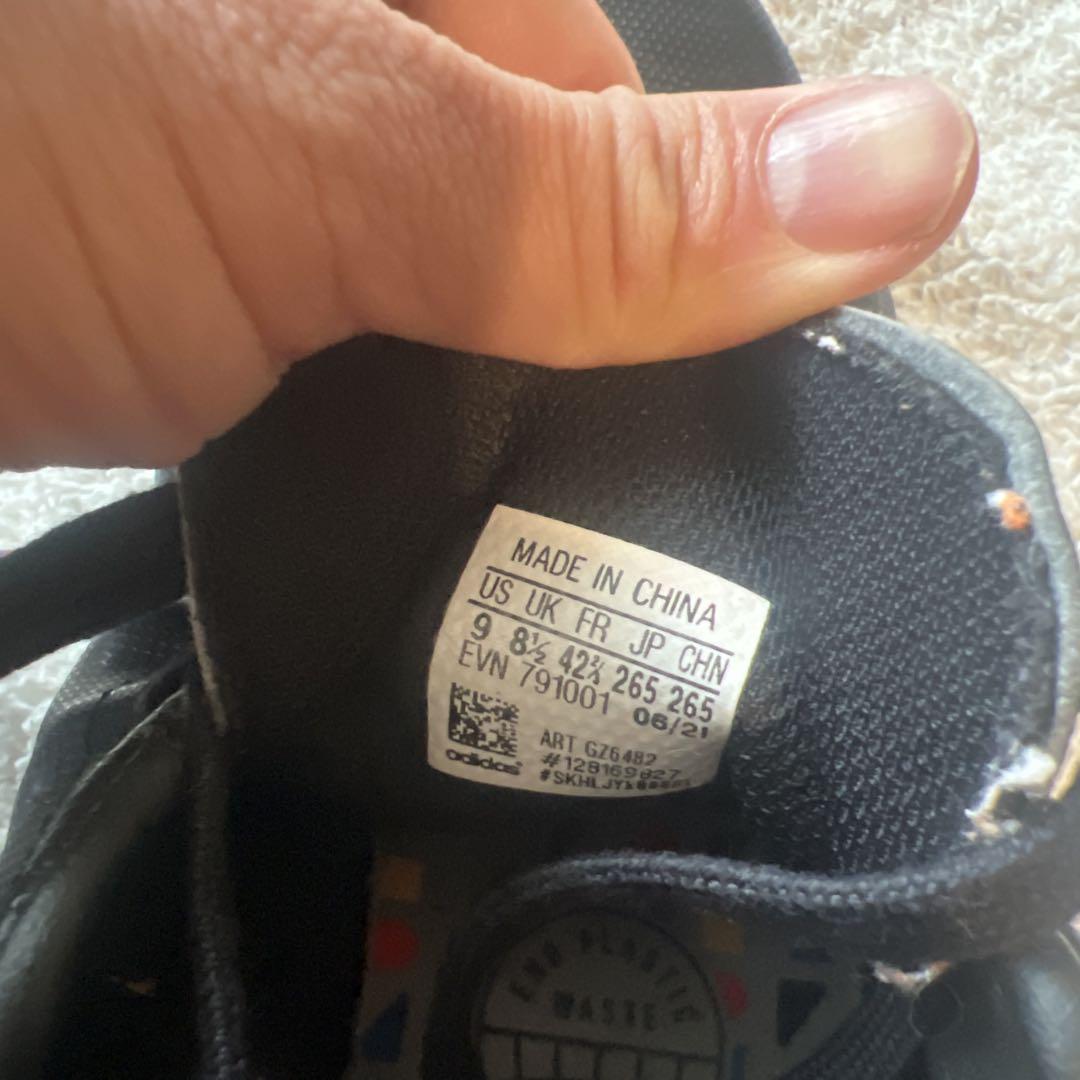 MADE IN CHINA
US UK FR JP CHN
9 8½ 42⅔ 265 265
EVN 791001 06/21
ART GZ6482
#128169827
adidas
END PLASTIC
WASTE